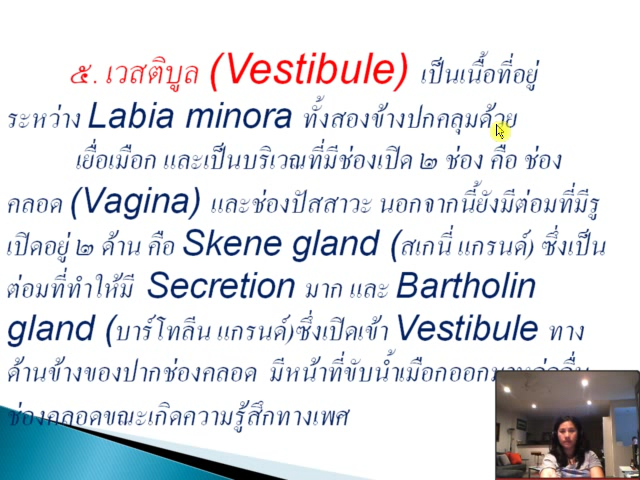 ๕. เวสติบูล (Vestibule) เป็นเนื้อที่อยู่
ระหว่าง Labia minora ทั้งสองข้างปกคลุมด้วย
เยื่อเมือก และเป็นบริเวณที่มีช่องเปิด ๒ ช่อง คือ ช่อง
คลอด (Vagina) และช่องปัสสาวะ นอกจากนี้ยังมีต่อมที่มีรู
เปิดอยู่ ๒ ด้าน คือ Skene gland (สเกนี่ แกรนด์) ซึ่งเป็น
ต่อมที่ทำให้มี Secretion มาก และ Bartholin
gland (บาร์โทลีน แกรนด์)ซึ่งเปิดเข้า Vestibule ทาง
ด้านข้างของปากช่องคลอด มีหน้าที่ขับน้ำเมือกออกมา
ช่องคลอดขณะเกิดความรู้สึกทางเพศ